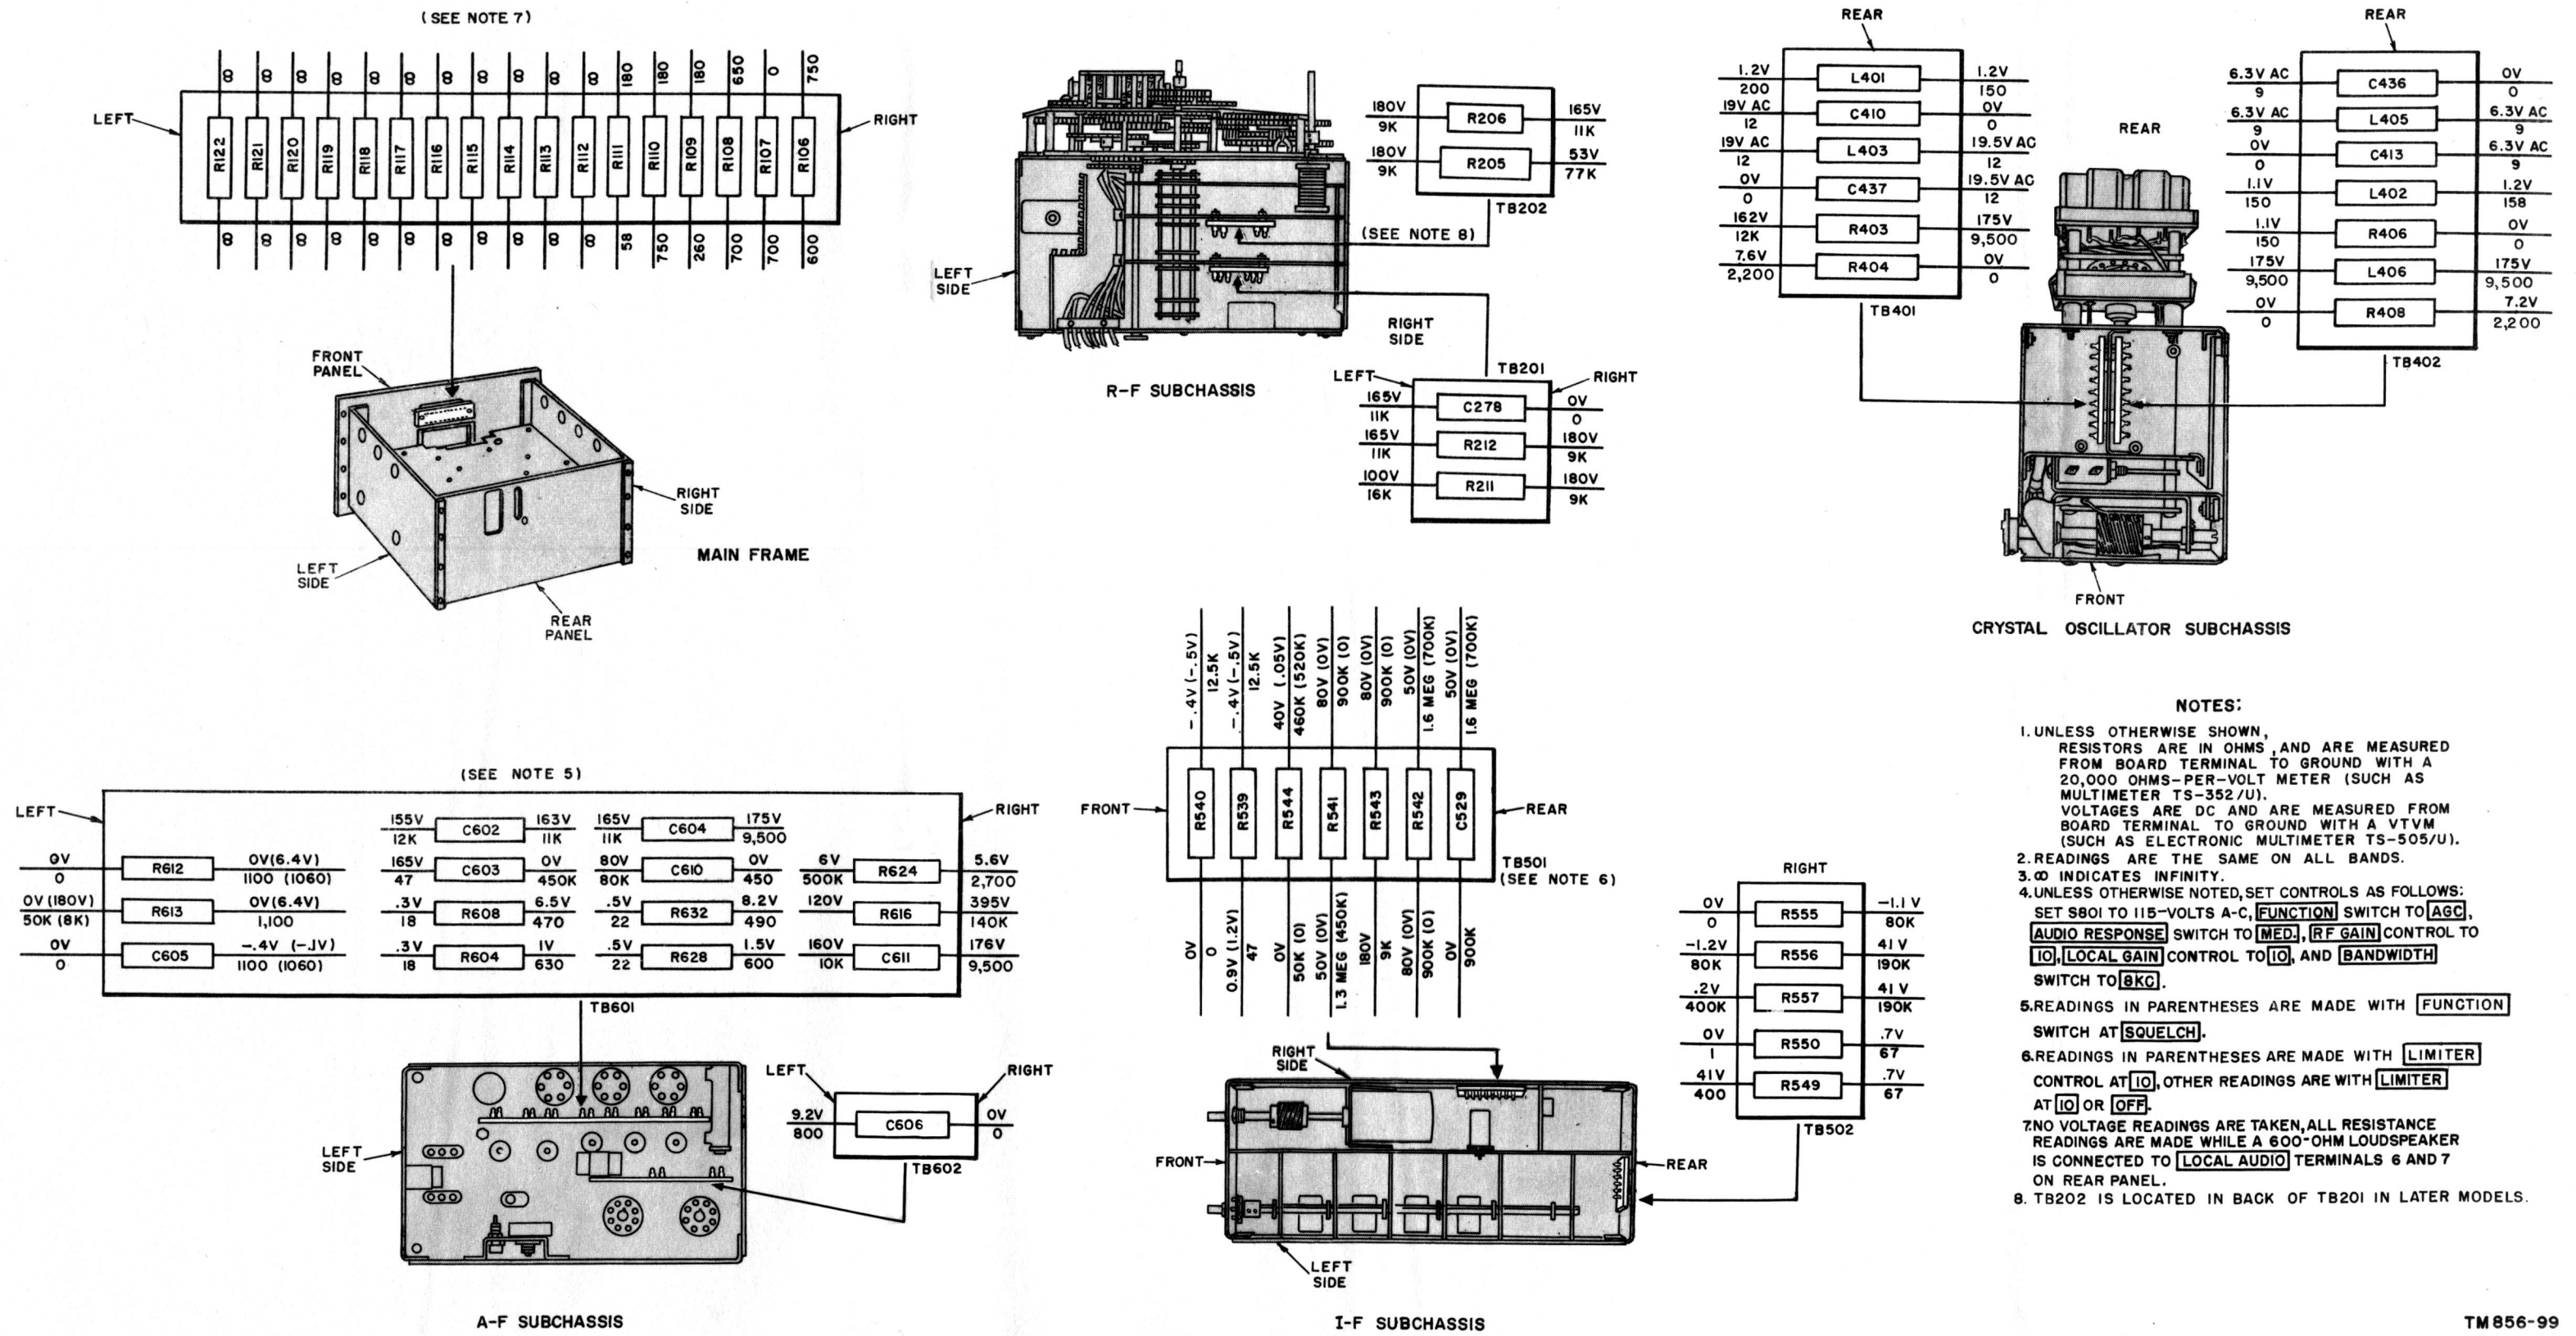 (SEE NOTE 7)
∞ ∞ ∞ ∞ ∞ ∞ ∞ ∞ ∞ ∞ ∞ 180 180 180 650 0 750
LEFT
RIGHT
R122 R121 R120 R119 R118 R117 R116 R115 R114 R113 R112 R111 R110 R109 R108 R107 R106
∞ ∞ ∞ ∞ ∞ ∞ ∞ ∞ ∞ ∞ ∞ 58 750 260 700 700 600
FRONT
PANEL
RIGHT
SIDE
LEFT
SIDE
REAR
PANEL
MAIN FRAME
180V R206 165V
9K 11K
180V R205 53V
9K 77K
TB202
(SEE NOTE 8)
LEFT
SIDE
RIGHT
SIDE
R-F SUBCHASSIS
TB201
LEFT
RIGHT
165V C278 0V
11K 0
165V R212 180V
11K 9K
100V R211 180V
16K 9K
REAR
1.2V L401 1.2V
200 150
19V AC C410 0V
12 0
19V AC L403 19.5V AC
12 12
0V C437 19.5V AC
0 12
162V R403 175V
12K 9,500
7.6V R404 0V
2,200 0
TB401
REAR
REAR
6.3V AC C436 0V
9 0
6.3V AC L405 6.3V AC
9 9
0V C413 6.3V AC
0 9
1.1V L402 1.2V
150 158
1.1V R406 0V
150 0
175V L406 175V
9,500 9,500
0V R408 7.2V
0 2,200
TB402
FRONT
CRYSTAL OSCILLATOR SUBCHASSIS
(SEE NOTE 5)
LEFT
RIGHT
155V C602 163V 165V C604 175V
12K 11K 11K 9,500
0V R612 0V(6.4V) 165V C603 0V 80V C610 0V 6V R624 5.6V
0 1100 (1060) 47 450K 80K 450 500K 2,700
0V (180V) R613 0V(6.4V) .3V R608 6.5V .5V R632 8.2V 120V R616 395V
50K (8K) 1,100 18 470 22 490 140K
0V C605 -.4V (-.1V) .3V R604 1V .5V R628 1.5V 160V C611 176V
0 1100 (1060) 18 630 22 600 10K 9,500
TB601
LEFT
SIDE
LEFT
RIGHT
9.2V C606 0V
800 0
TB602
A-F SUBCHASSIS
-.4V (-.5V) 12.5K
-.4V (-.5V) 12.5K
40V (.05V) 460K (520K)
80V (0V) 900K (0)
80V (0V) 900K (0)
50V (0V) 1.6 MEG (700K)
50V (0V) 1.6 MEG (700K)
FRONT
REAR
R540 R539 R544 R541 R543 R542 C529
TB501
(SEE NOTE 6)
0V 0
0.9V (1.2V) 47
0V 50K (0)
50V (0V) 1.3 MEG (450K)
180V 9K
80V (0V) 900K (0)
0V 900K
RIGHT
SIDE
FRONT
REAR
LEFT
SIDE
I-F SUBCHASSIS
RIGHT
0V R555 -1.1V
0 80K
-1.2V R556 41V
80K 190K
.2V R557 41V
400K 190K
0V R550 .7V
1 67
41V R549 .7V
400 67
TB502
NOTES:
1. UNLESS OTHERWISE SHOWN,
RESISTORS ARE IN OHMS, AND ARE MEASURED
FROM BOARD TERMINAL TO GROUND WITH A
20,000 OHMS-PER-VOLT METER (SUCH AS
MULTIMETER TS-352/U).
VOLTAGES ARE DC AND ARE MEASURED FROM
BOARD TERMINAL TO GROUND WITH A VTVM
(SUCH AS ELECTRONIC MULTIMETER TS-505/U).
2. READINGS ARE THE SAME ON ALL BANDS.
3. ∞ INDICATES INFINITY.
4. UNLESS OTHERWISE NOTED, SET CONTROLS AS FOLLOWS:
SET S801 TO 115-VOLTS A-C, FUNCTION SWITCH TO AGC,
AUDIO RESPONSE SWITCH TO MED., RF GAIN CONTROL TO
10, LOCAL GAIN CONTROL TO 10, AND BANDWIDTH
SWITCH TO 8KC.
5. READINGS IN PARENTHESES ARE MADE WITH FUNCTION
SWITCH AT SQUELCH.
6. READINGS IN PARENTHESES ARE MADE WITH LIMITER
CONTROL AT 10, OTHER READINGS ARE WITH LIMITER
AT 10 OR OFF.
7. NO VOLTAGE READINGS ARE TAKEN, ALL RESISTANCE
READINGS ARE MADE WHILE A 600-OHM LOUDSPEAKER
IS CONNECTED TO LOCAL AUDIO TERMINALS 6 AND 7
ON REAR PANEL.
8. TB202 IS LOCATED IN BACK OF TB201 IN LATER MODELS.
TM856-99